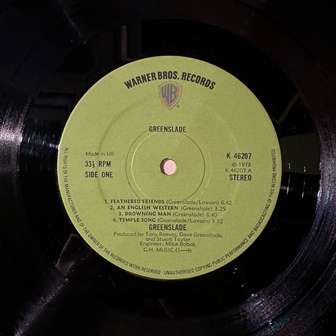 WARNER BROS. RECORDS
WB
GREENSLADE
Made in UK
33⅓ RPM
SIDE ONE
K 46207
℗ 1973
K 46207 A
STEREO
1. FEATHERED FRIENDS (Greenslade/Lawson) 6.42
2. AN ENGLISH WESTERN (Greenslade) 3.25
3. DROWNING MAN (Greenslade) 6.40
4. TEMPLE SONG (Greenslade/Lawson) 3.32
GREENSLADE
Produced by Tony Reeves, Dave Greenslade,
and Stuart Taylor
Engineer: Mike Bobak
G.H. MUSIC (1—4)
ALL RIGHTS OF THE MANUFACTURER AND OF THE OWNER OF THE RECORDED WORK RESERVED · UNAUTHORISED COPYING PUBLIC PERFORMANCE AND BROADCASTING OF THIS RECORD PROHIBITED